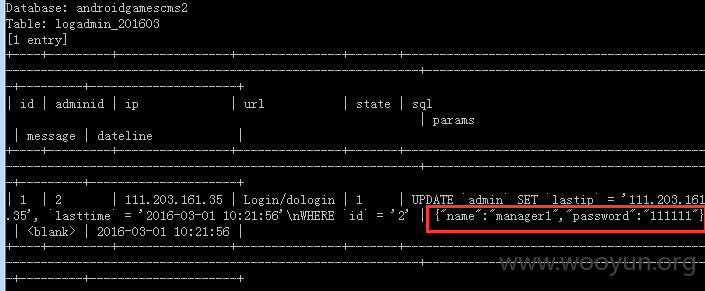 Database: androidgamescms2
Table: logadmin_201603
[1 entry]
| id | adminid | ip | url | state | sql
| params
| message | dateline |
| 1 | 2 | 111.203.161.35 | Login/dologin | 1 | UPDATE `admin` SET `lastip` = '111.203.161
.35', `lasttime` = '2016-03-01 10:21:56'\nWHERE `id` = '2' | {"name":"manager1","password":"111111"}
| <blank> | 2016-03-01 10:21:56 |
www.wooyun.org